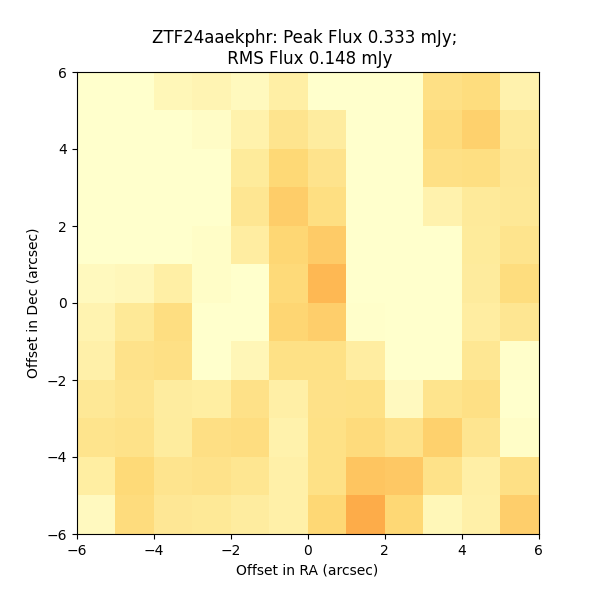 ZTF24aaekphr: Peak Flux 0.333 mJy;
RMS Flux 0.148 mJy
6
4
2
0
−2
−4
−6
Offset in Dec (arcsec)
−6 −4 −2 0 2 4 6
Offset in RA (arcsec)